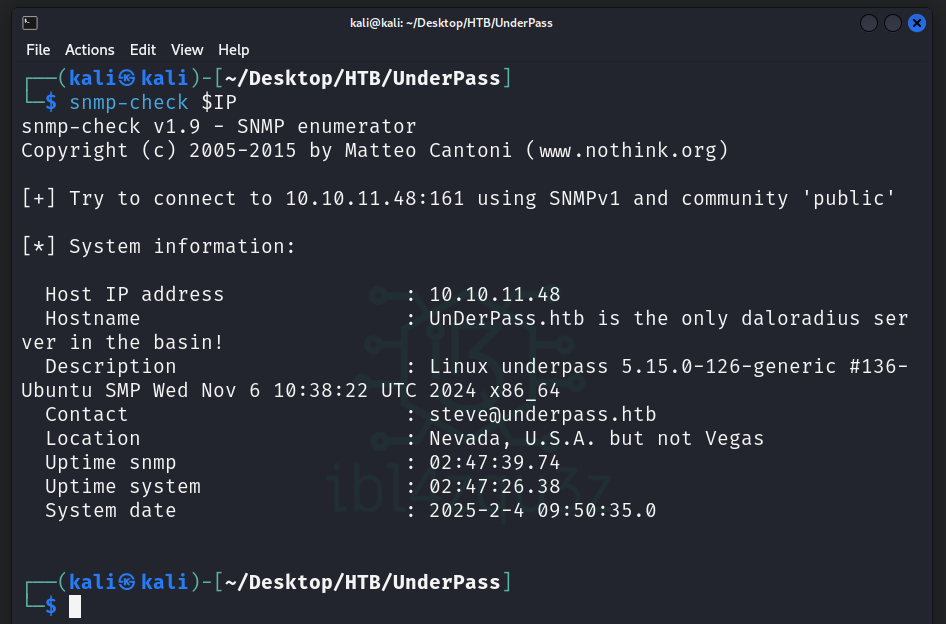 kali@kali: ~/Desktop/HTB/UnderPass
File Actions Edit View Help
┌──(kali㉿kali)-[~/Desktop/HTB/UnderPass]
└─$ snmp-check $IP
snmp-check v1.9 - SNMP enumerator
Copyright (c) 2005-2015 by Matteo Cantoni (www.nothink.org)
[+] Try to connect to 10.10.11.48:161 using SNMPv1 and community 'public'
[*] System information:
Host IP address : 10.10.11.48
Hostname : UnDerPass.htb is the only daloradius ser
ver in the basin!
Description : Linux underpass 5.15.0-126-generic #136-
Ubuntu SMP Wed Nov 6 10:38:22 UTC 2024 x86_64
Contact : steve@underpass.htb
Location : Nevada, U.S.A. but not Vegas
Uptime snmp : 02:47:39.74
Uptime system : 02:47:26.38
System date : 2025-2-4 09:50:35.0
┌──(kali㉿kali)-[~/Desktop/HTB/UnderPass]
└─$